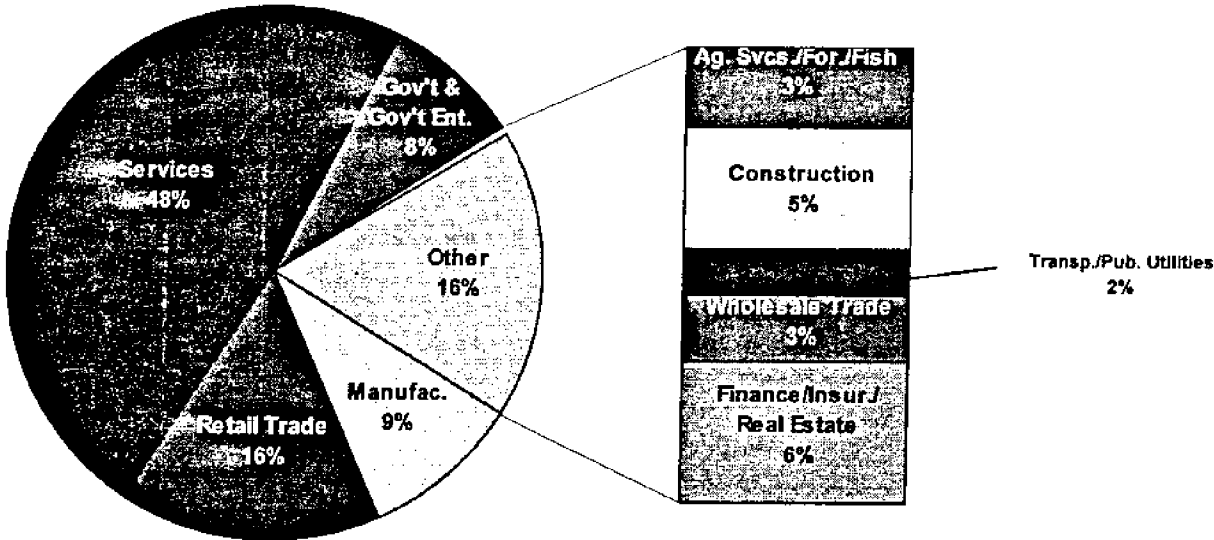 Gov't &
Gov't Ent.
8%
Services
48%
Other
16%
Manufac.
9%
Retail Trade
16%
Ag. Svcs./For./Fish
3%
Construction
5%
Transp./Pub. Utilities
2%
Wholesale Trade
3%
Finance/Insur./
Real Estate
6%